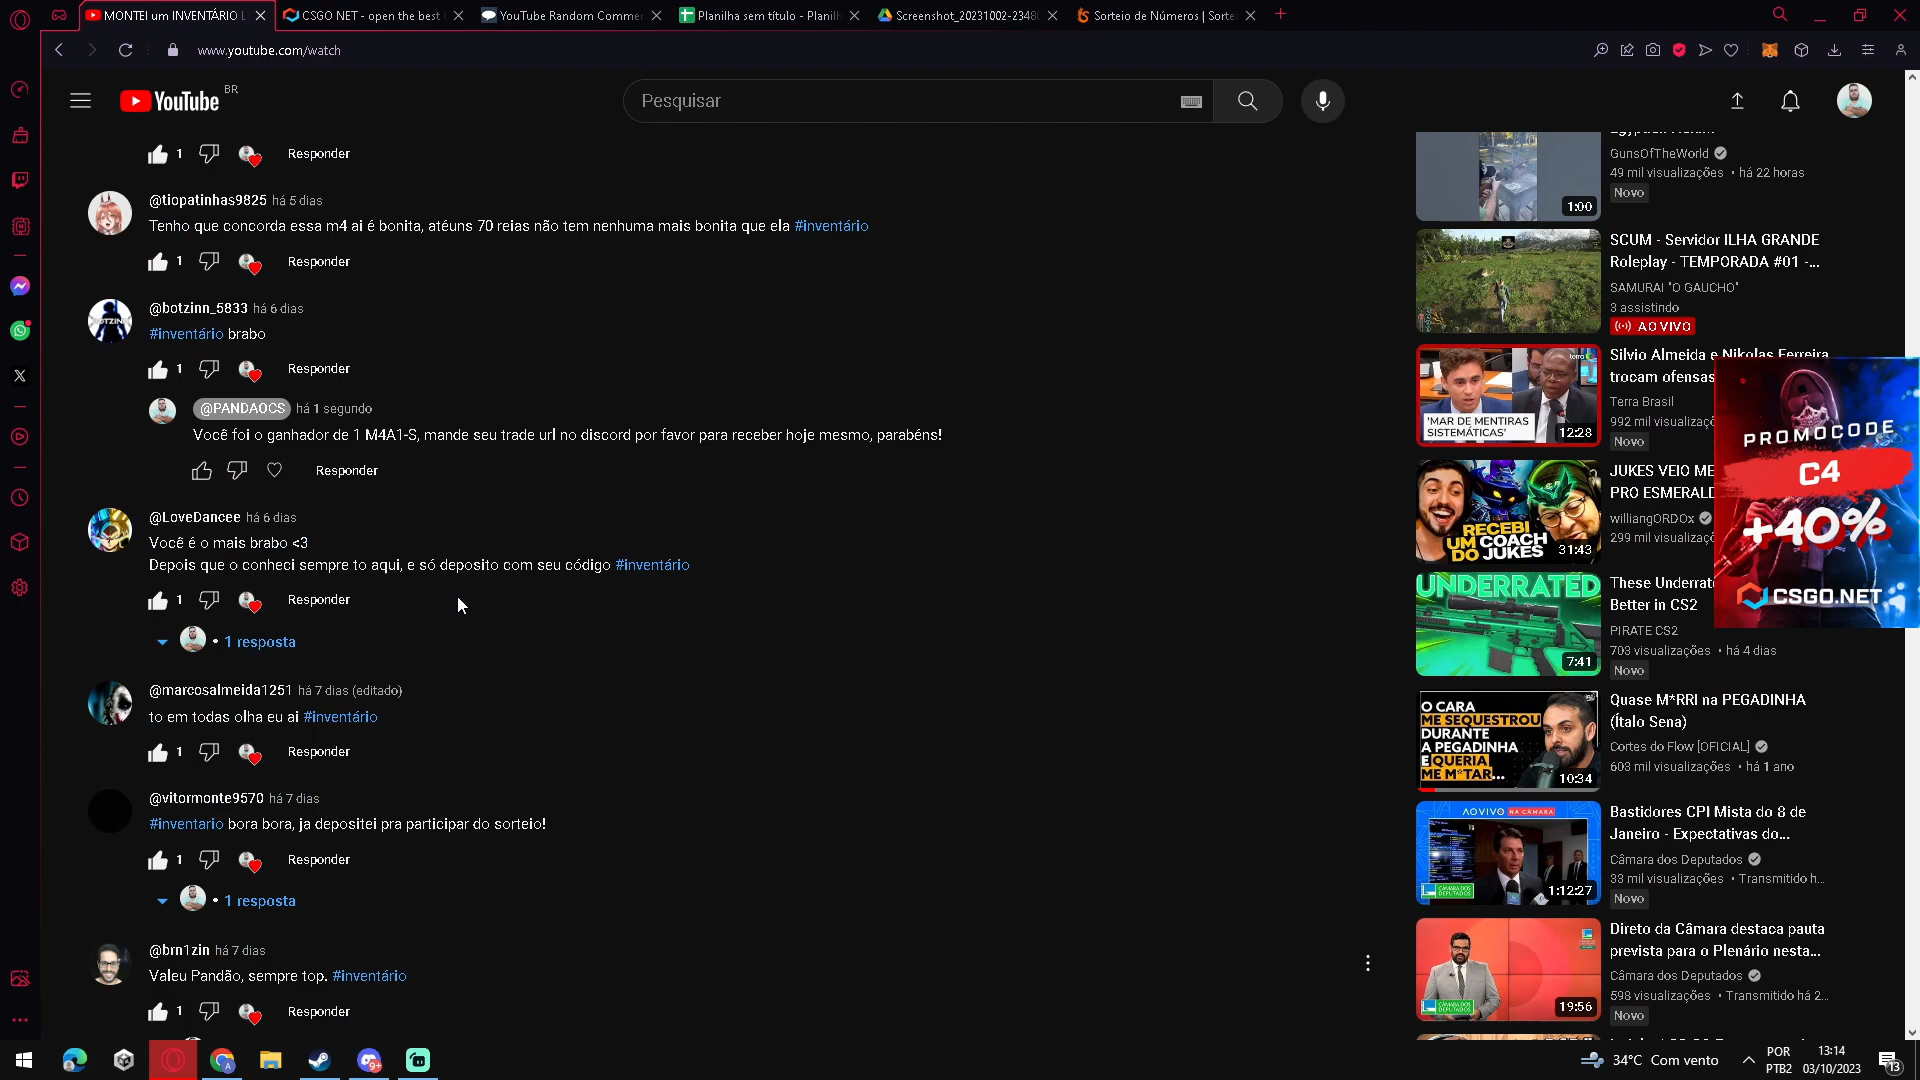 MONTEI um INVENTÁRIO L
CSGO NET - open the best
YouTube Random Commen
Planilha sem título - Planilh
Screenshot_20231002-2348
Sorteio de Números | Sorte
www.youtube.com/watch
YouTube BR
Pesquisar
1 Responder
@tiopatinhas9825 há 5 dias
Tenho que concorda essa m4 ai é bonita, atéuns 70 reias não tem nenhuma mais bonita que ela #inventário
1 Responder
@botzinn_5833 há 6 dias
#inventário brabo
1 Responder
@PANDAOCS há 1 segundo
Você foi o ganhador de 1 M4A1-S, mande seu trade url no discord por favor para receber hoje mesmo, parabéns!
Responder
@LoveDancee há 6 dias
Você é o mais brabo <3
Depois que o conheci sempre to aqui, e só deposito com seu código #inventário
1 Responder
• 1 resposta
@marcosalmeida1251 há 7 dias (editado)
to em todas olha eu ai #inventário
1 Responder
@vitormonte9570 há 7 dias
#inventario bora bora, ja depositei pra participar do sorteio!
1 Responder
• 1 resposta
@brn1zin há 7 dias
Valeu Pandão, sempre top. #inventário
1 Responder
GunsOfTheWorld
49 mil visualizações • há 22 horas
Novo
1:00
SCUM - Servidor ILHA GRANDE
Roleplay - TEMPORADA #01 -...
SAMURAI "O GAUCHO"
3 assistindo
AO VIVO
terra
'MAR DE MENTIRAS
SISTEMÁTICAS'
12:28
Silvio Almeida e Nikolas Ferreira
trocam ofensas
Terra Brasil
992 mil visualizaç
Novo
RECEBI
UM COACH
DO JUKES
31:43
JUKES VEIO ME
PRO ESMERALD
williangORDOx
299 mil visualizaç
UNDERRATED
7:41
These Underrat
Better in CS2
PIRATE CS2
703 visualizações • há 4 dias
Novo
PROMOCODE
C4
+40%
CSGO.NET
O CARA
ME SEQUESTROU
DURANTE
A PEGADINHA
E QUERIA
ME M*TAR...
10:34
Quase M*RRI na PEGADINHA
(Ítalo Sena)
Cortes do Flow [OFICIAL]
603 mil visualizações • há 1 ano
AO VIVO NA CÂMARA
CÂMARA DOS
DEPUTADOS
1:12:27
Bastidores CPI Mista do 8 de
Janeiro - Expectativas do...
Câmara dos Deputados
33 mil visualizações • Transmitido h...
Novo
CÂMARA DOS
DEPUTADOS
19:56
Direto da Câmara destaca pauta
prevista para o Plenário nesta...
Câmara dos Deputados
598 visualizações • Transmitido há 2...
Novo
9+
34°C Com vento
POR
PTB2
13:14
03/10/2023
13